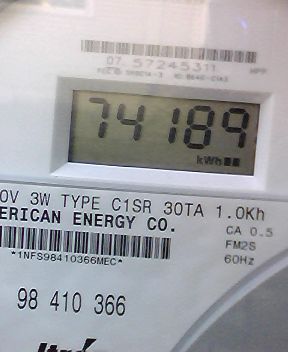 07 57245311
74189
kWh
0V 3W TYPE C1SR 30TA 1.0Kh
ERICAN ENERGY CO. CA 0.5
FM2S
*1NFS98410366MEC* 60Hz
98 410 366
Itro